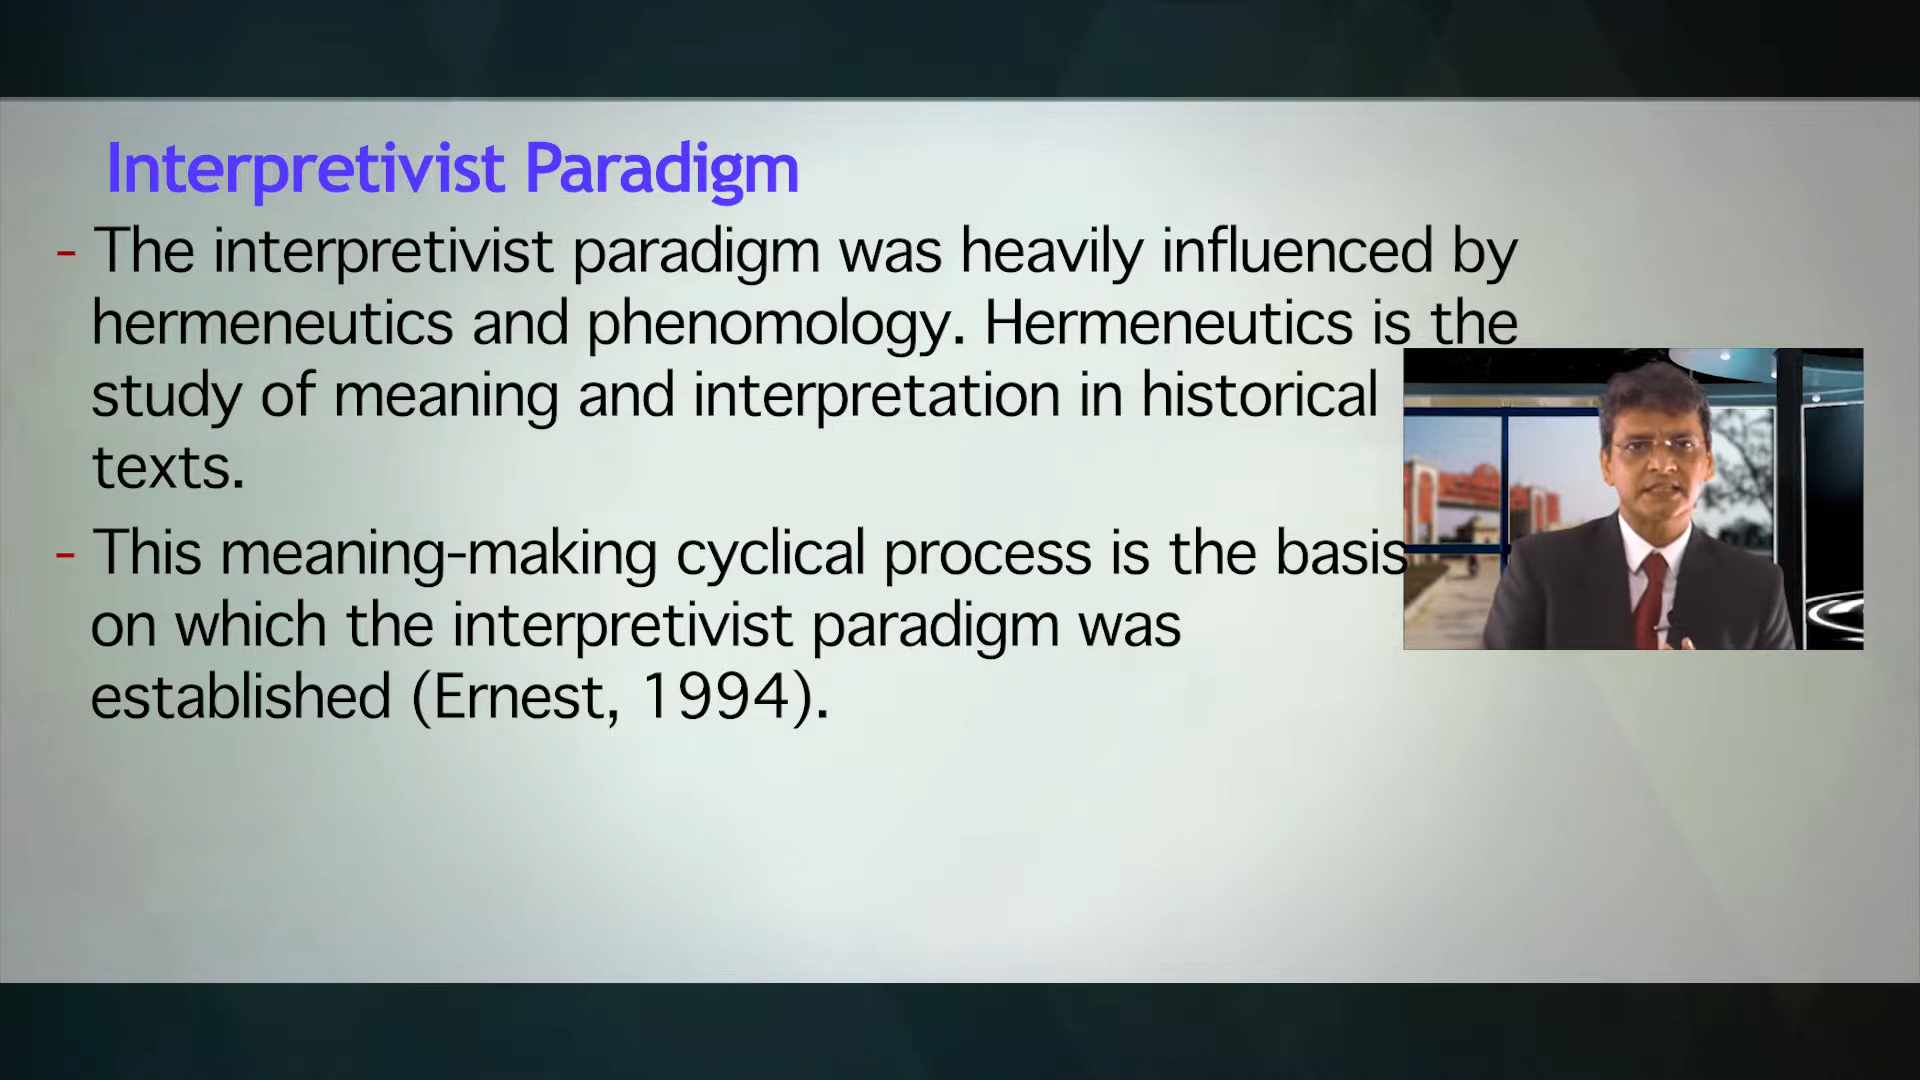 Interpretivist Paradigm
- The interpretivist paradigm was heavily influenced by
hermeneutics and phenomology. Hermeneutics is the
study of meaning and interpretation in historical
texts.
- This meaning-making cyclical process is the basis
on which the interpretivist paradigm was
established (Ernest, 1994).